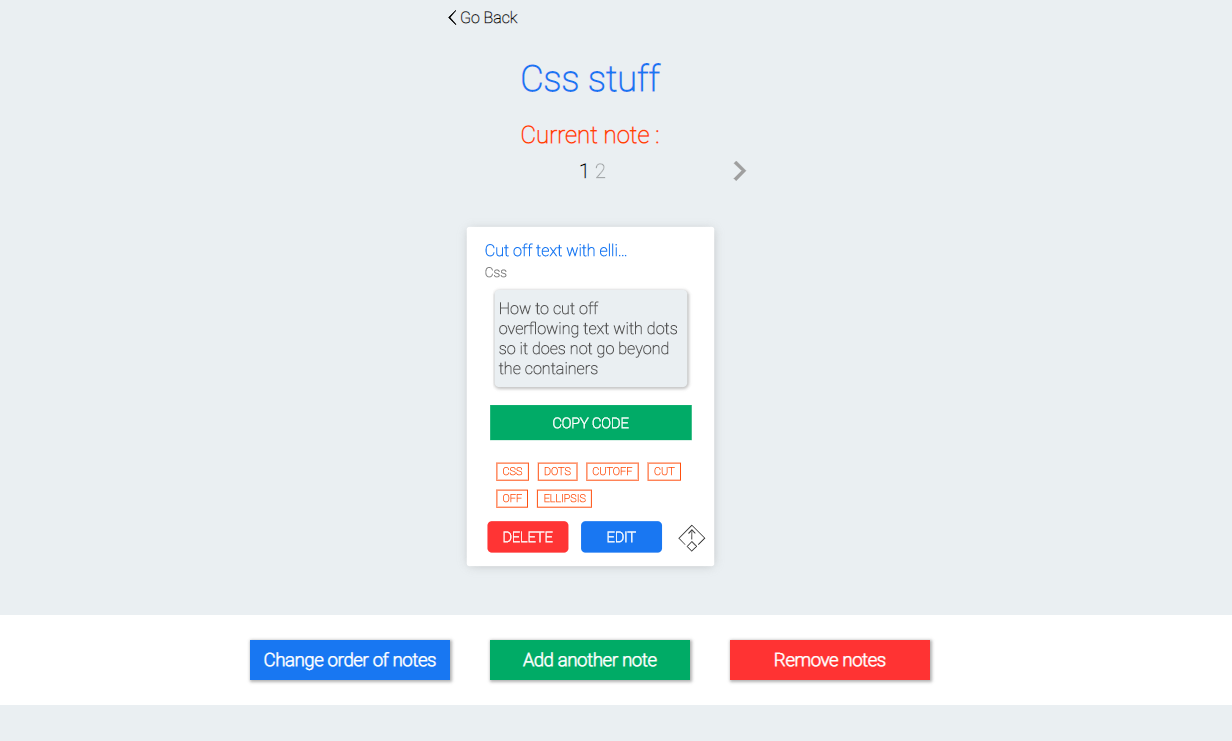 Go Back
Css stuff
Current note :
1 2
Cut off text with elli...
Css
How to cut off
overflowing text with dots
so it does not go beyond
the containers
COPY CODE
CSS DOTS CUTOFF CUT
OFF ELLIPSIS
DELETE EDIT
Change order of notes Add another note Remove notes